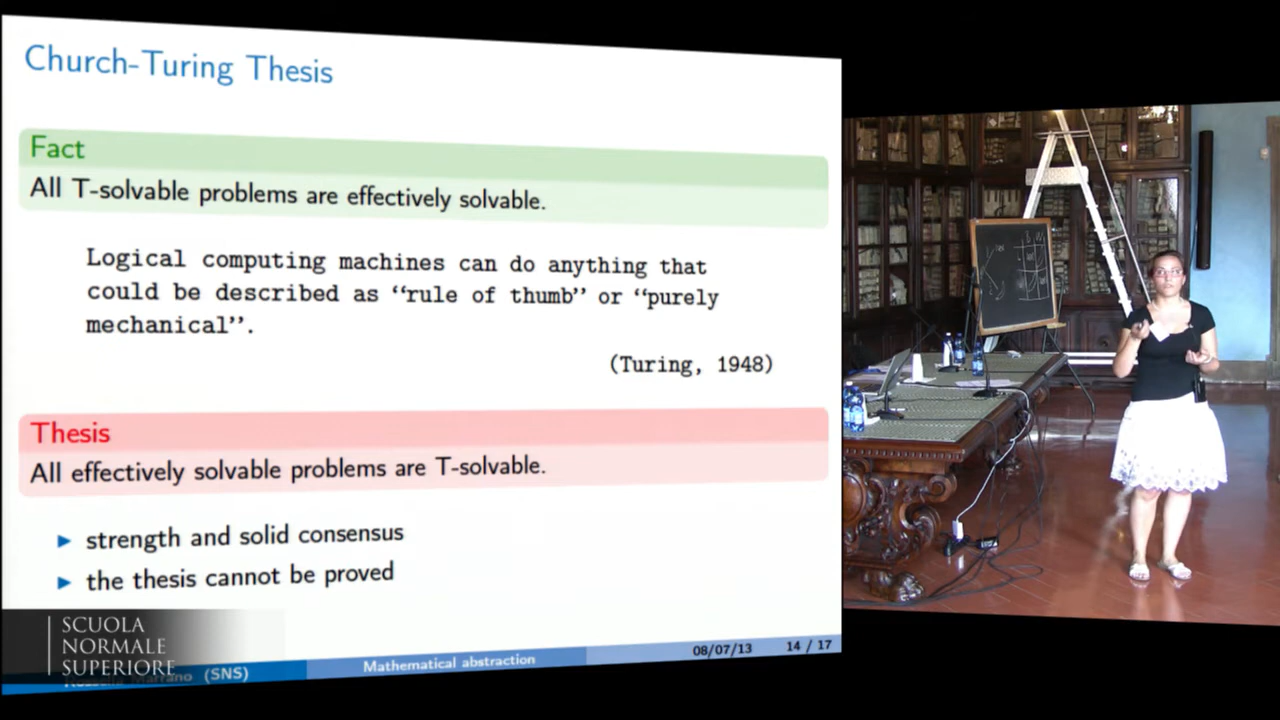 Church-Turing Thesis
Fact
All T-solvable problems are effectively solvable.
Logical computing machines can do anything that
could be described as “rule of thumb” or “purely
mechanical”.
(Turing, 1948)
Thesis
All effectively solvable problems are T-solvable.
strength and solid consensus
the thesis cannot be proved
SCUOLA
NORMALE
SUPERIORE
Marrano (SNS)
Mathematical abstraction
08/07/13
14 / 17